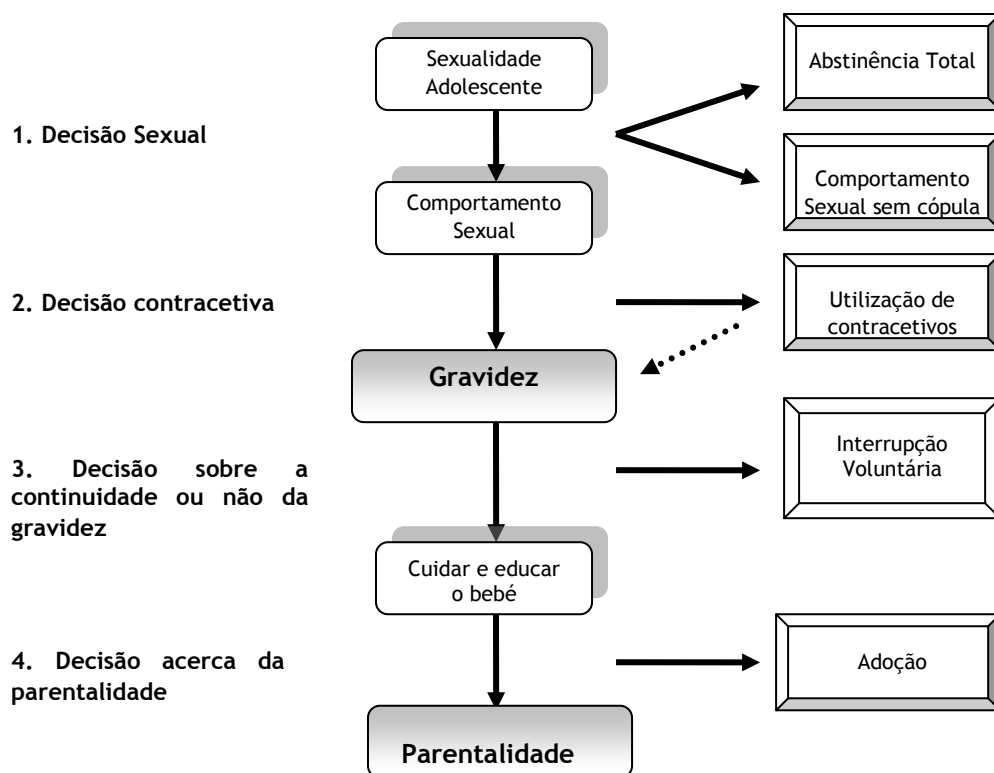 Sexualidade
Adolescente
Abstinência Total
1. Decisão Sexual
Comportamento
Sexual sem cópula
Comportamento
Sexual
2. Decisão contracetiva
Utilização de
contracetivos
Gravidez
Interrupção
Voluntária
3. Decisão sobre a
continuidade ou não da
gravidez
Cuidar e educar
o bebé
4. Decisão acerca da
parentalidade
Adoção
Parentalidade